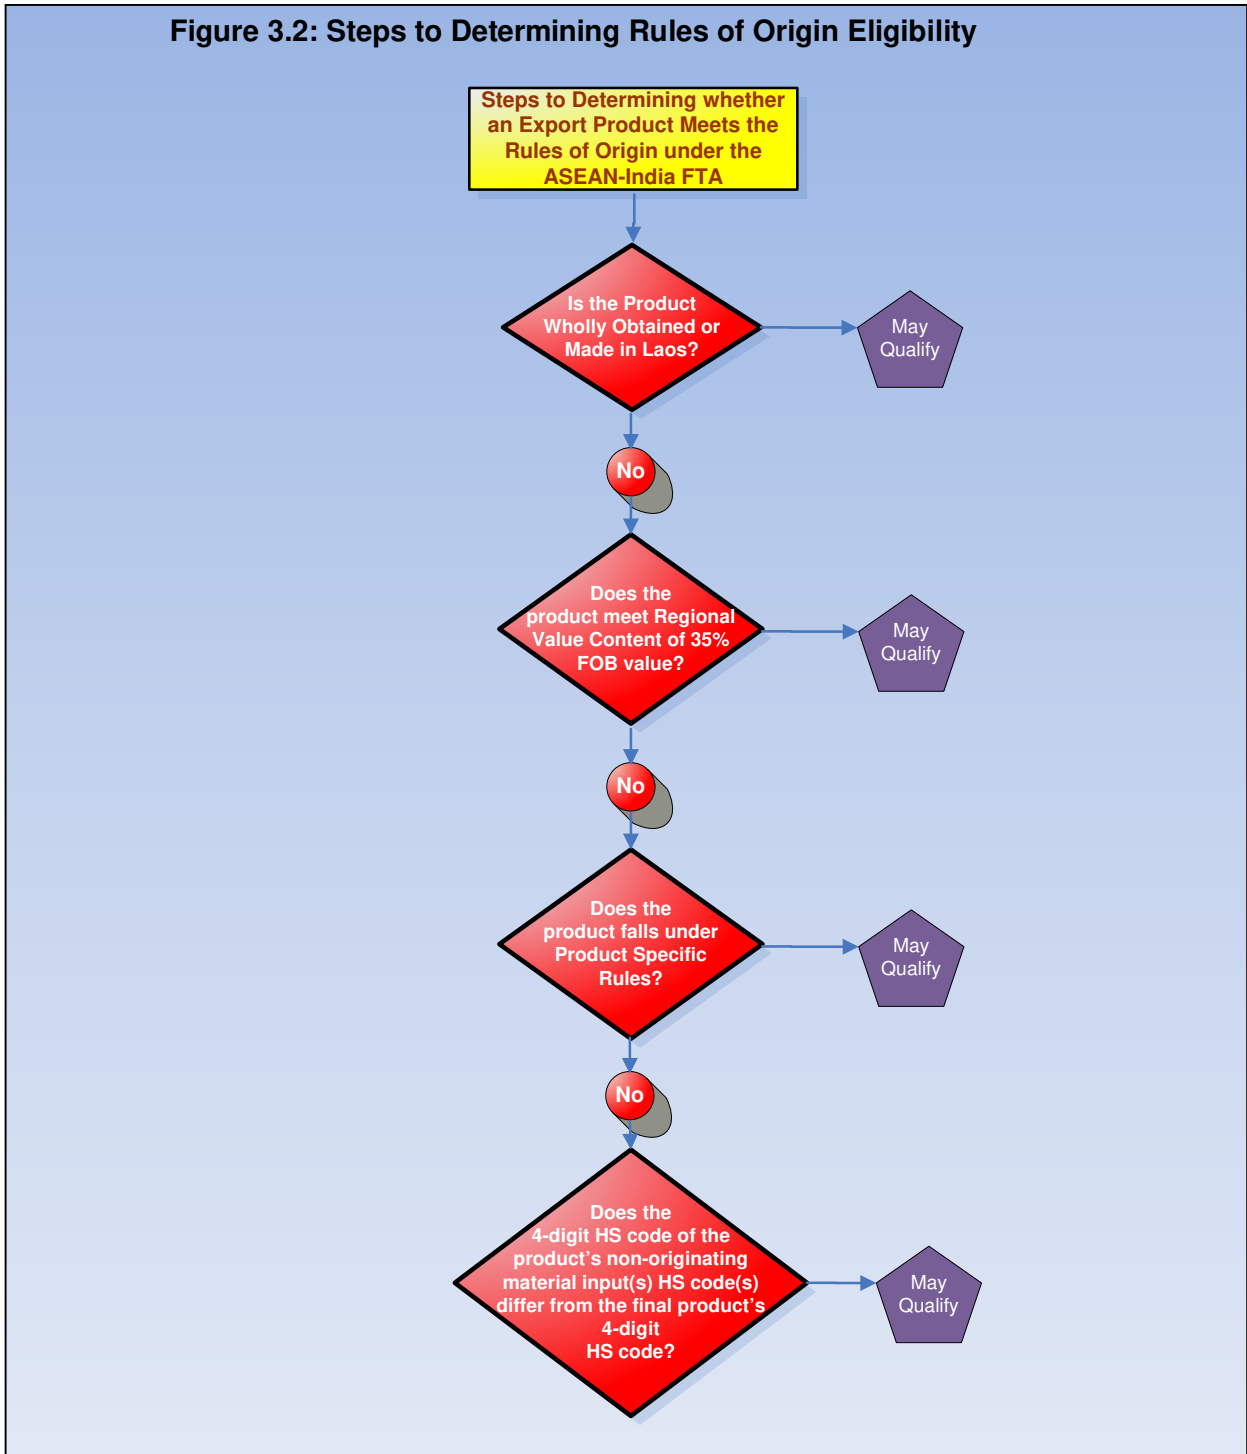 Figure 3.2: Steps to Determining Rules of Origin Eligibility
Steps to Determining whether
an Export Product Meets the
Rules of Origin under the
ASEAN-India FTA
Is the Product
Wholly Obtained or
Made in Laos?
May
Qualify
No
Does the
product meet Regional
Value Content of 35%
FOB value?
May
Qualify
No
Does the
product falls under
Product Specific
Rules?
May
Qualify
No
Does the
4-digit HS code of the
product's non-originating
material input(s) HS code(s)
differ from the final product's
4-digit
HS code?
May
Qualify